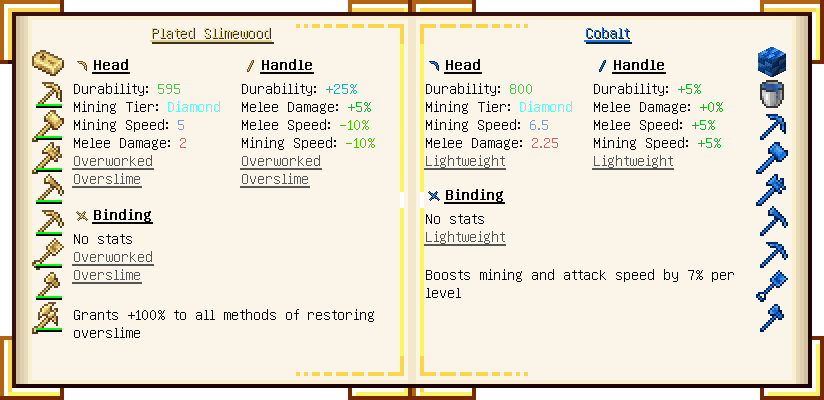 Plated Slimewood
Head
Durability: 595
Mining Tier: Diamond
Mining Speed: 5
Melee Damage: 2
Overworked
Overslime
Handle
Durability: +25%
Melee Damage: +5%
Melee Speed: -10%
Mining Speed: -10%
Overworked
Overslime
Binding
No stats
Overworked
Overslime
Grants +100% to all methods of restoring
overslime
Cobalt
Head
Durability: 800
Mining Tier: Diamond
Mining Speed: 6.5
Melee Damage: 2.25
Lightweight
Handle
Durability: +5%
Melee Damage: +0%
Melee Speed: +5%
Mining Speed: +5%
Lightweight
Binding
No stats
Lightweight
Boosts mining and attack speed by 7% per
level